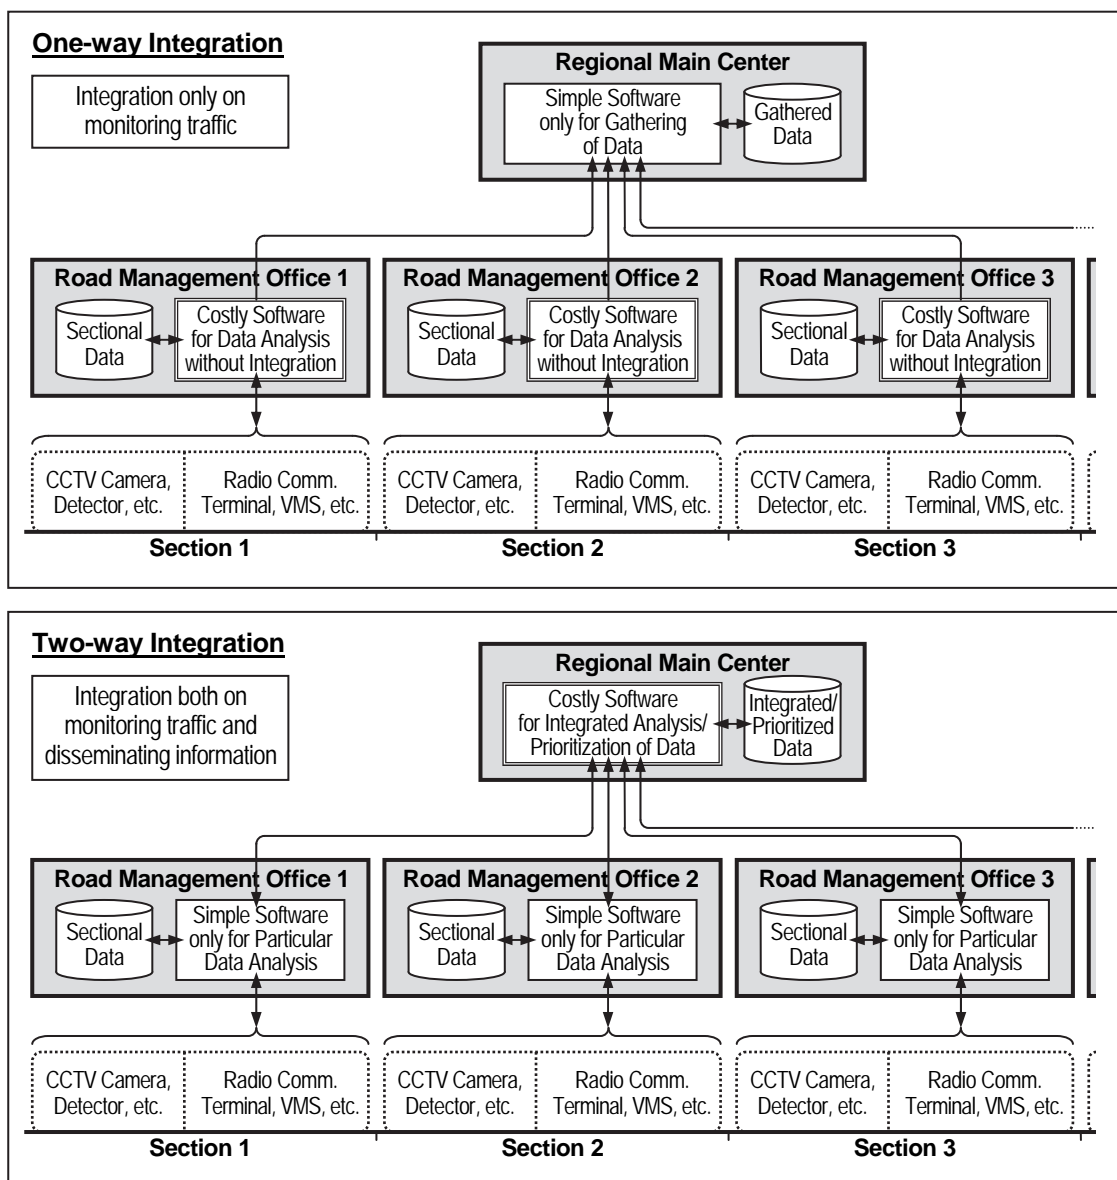 One-way Integration
Integration only on
monitoring traffic
Regional Main Center
Simple Software
only for Gathering
of Data
Gathered
Data
Road Management Office 1
Sectional
Data
Costly Software
for Data Analysis
without Integration
Road Management Office 2
Sectional
Data
Costly Software
for Data Analysis
without Integration
Road Management Office 3
Sectional
Data
Costly Software
for Data Analysis
without Integration
CCTV Camera,
Detector, etc.
Radio Comm.
Terminal, VMS, etc.
CCTV Camera,
Detector, etc.
Radio Comm.
Terminal, VMS, etc.
CCTV Camera,
Detector, etc.
Radio Comm.
Terminal, VMS, etc.
Section 1
Section 2
Section 3
Two-way Integration
Integration both on
monitoring traffic and
disseminating information
Regional Main Center
Costly Software
for Integrated Analysis/
Prioritization of Data
Integrated/
Prioritized
Data
Road Management Office 1
Sectional
Data
Simple Software
only for Particular
Data Analysis
Road Management Office 2
Sectional
Data
Simple Software
only for Particular
Data Analysis
Road Management Office 3
Sectional
Data
Simple Software
only for Particular
Data Analysis
CCTV Camera,
Detector, etc.
Radio Comm.
Terminal, VMS, etc.
CCTV Camera,
Detector, etc.
Radio Comm.
Terminal, VMS, etc.
CCTV Camera,
Detector, etc.
Radio Comm.
Terminal, VMS, etc.
Section 1
Section 2
Section 3